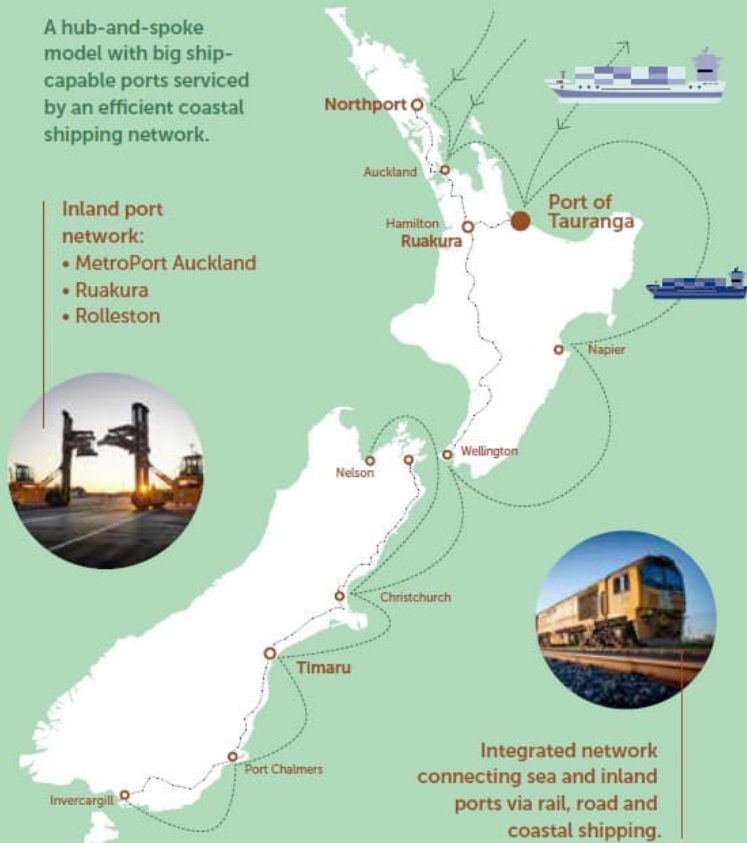 A hub-and-spoke
model with big ship-
capable ports serviced
by an efficient coastal
shipping network.
Northport
Auckland
Inland port
network:
• MetroPort Auckland
• Ruakura
• Rolleston
Hamilton
Ruakura
Port of
Tauranga
Napier
Wellington
Nelson
Christchurch
Timaru
Port Chalmers
Invercargill
Integrated network
connecting sea and inland
ports via rail, road and
coastal shipping.